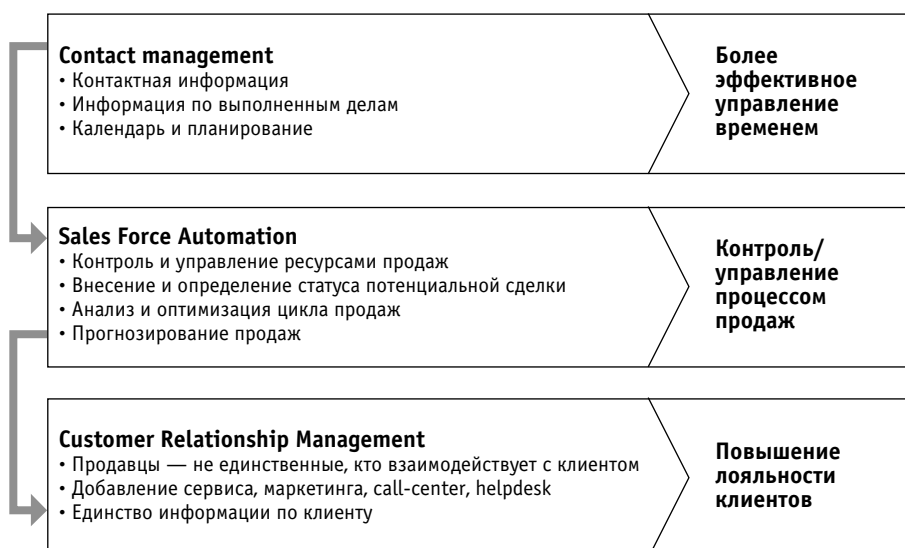 Contact management
• Контактная информация
• Информация по выполненным делам
• Календарь и планирование
Более
эффективное
управление
временем
Sales Force Automation
• Контроль и управление ресурсами продаж
• Внесение и определение статуса потенциальной сделки
• Анализ и оптимизация цикла продаж
• Прогнозирование продаж
Контроль/
управление
процессом
продаж
Customer Relationship Management
• Продавцы — не единственные, кто взаимодействует с клиентом
• Добавление сервиса, маркетинга, call-center, helpdesk
• Единство информации по клиенту
Повышение
лояльности
клиентов